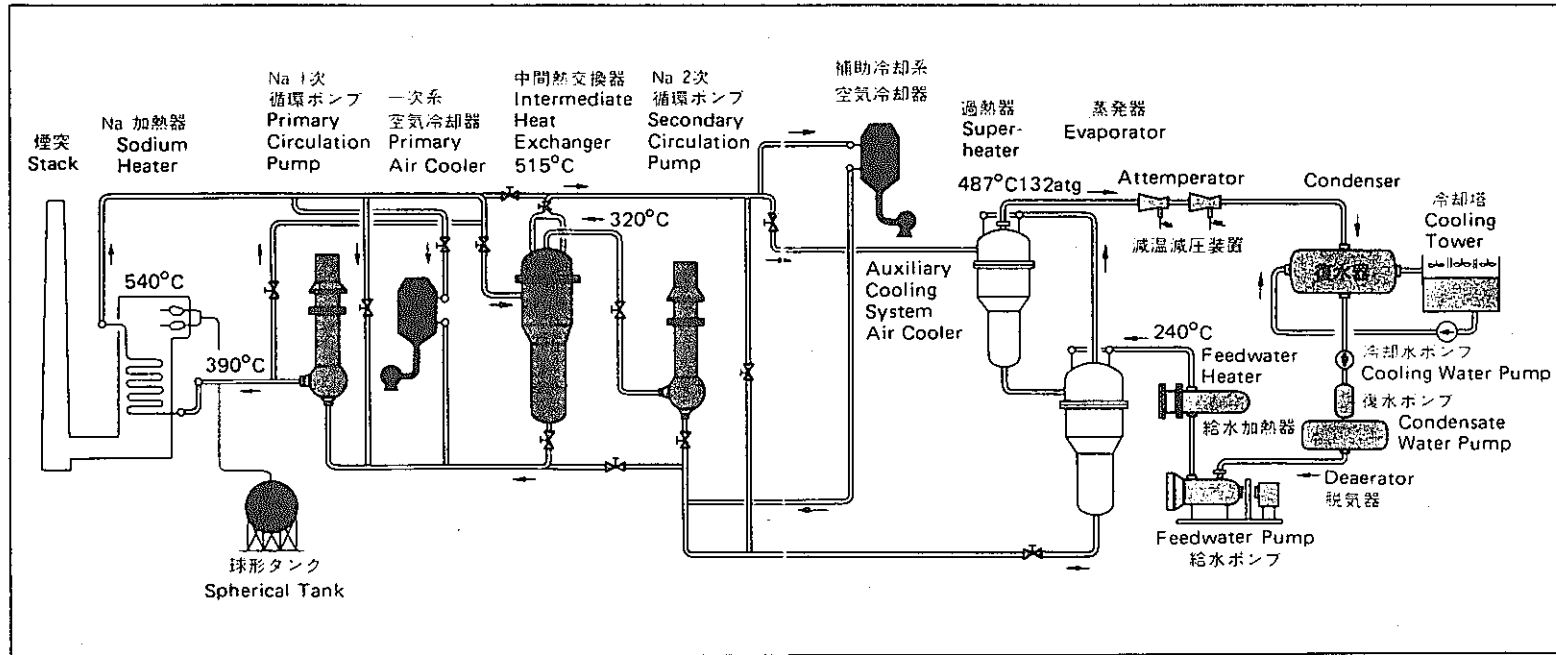 煙突
Stack
Na 加熱器
Sodium
Heater
Na 1次
循環ポンプ
Primary
Circulation
Pump
一次系
空気冷却器
Primary
Air Cooler
中間熱交換器
Intermediate
Heat
Exchanger
515°C
Na 2次
循環ポンプ
Secondary
Circulation
Pump
補助冷却系
空気冷却器
過熱器
Super-
heater
蒸発器
Evaporator
487°C132atg
Attemperator
減温減圧装置
Condenser
復水器
冷却塔
Cooling
Tower
320°C
540°C
390°C
Auxiliary
Cooling
System
Air Cooler
240°C
Feedwater
Heater
給水加熱器
冷却水ポンプ
Cooling Water Pump
復水ポンプ
Condensate
Water Pump
Deaerator
脱気器
Feedwater Pump
給水ポンプ
球形タンク
Spherical Tank